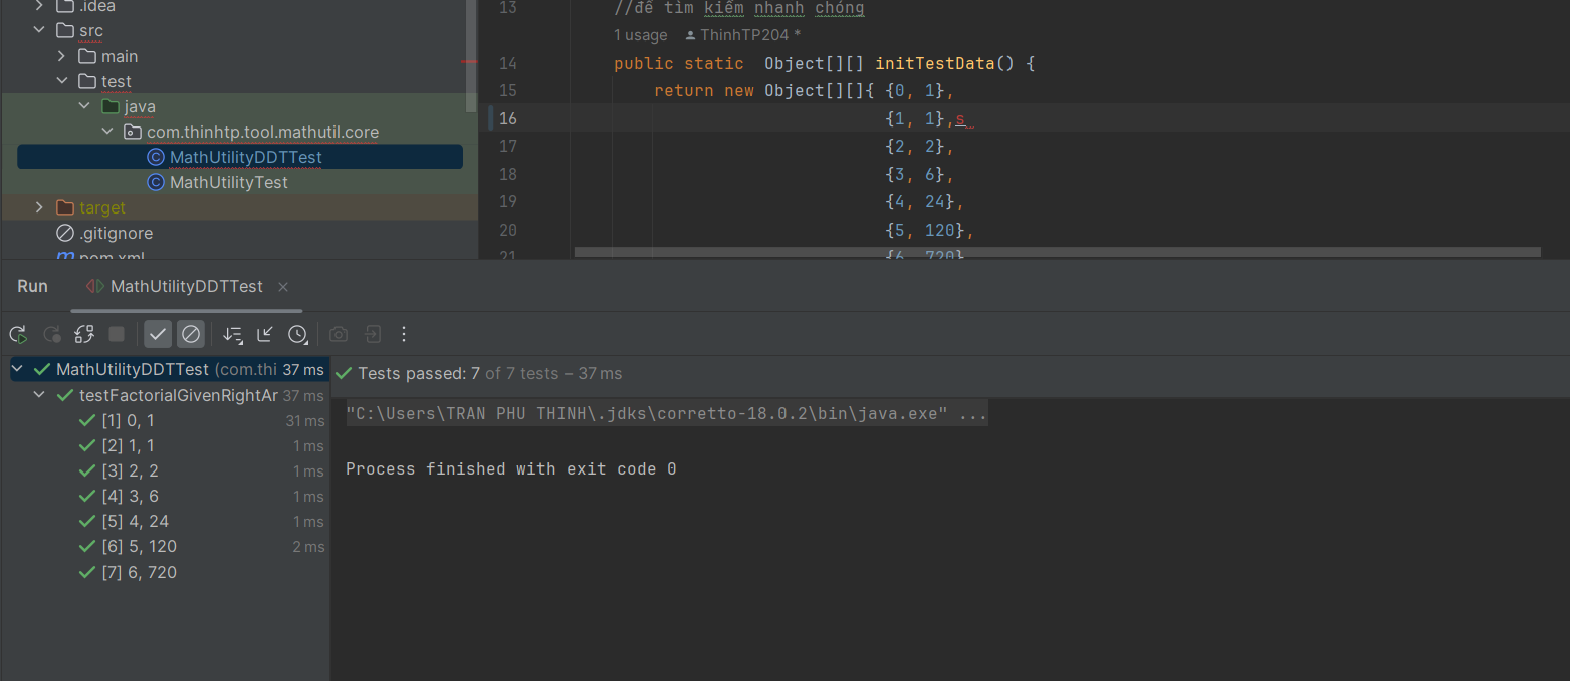 .idea
src
main
test
java
com.thinhtp.tool.mathutil.core
MathUtilityDDTTest
MathUtilityTest
target
.gitignore
pom.xml
13 //để tìm kiếm nhanh chóng
1 usage ThinhTP204 *
14 public static Object[][] initTestData() {
15 return new Object[][]{ {0, 1},
16 {1, 1},s
17 {2, 2},
18 {3, 6},
19 {4, 24},
20 {5, 120},
21 {6, 720}
Run MathUtilityDDTTest
MathUtilityDDTTest (com.thi 37 ms
testFactorialGivenRightAr 37 ms
[1] 0, 1 31 ms
[2] 1, 1 1 ms
[3] 2, 2 1 ms
[4] 3, 6 1 ms
[5] 4, 24 1 ms
[6] 5, 120 2 ms
[7] 6, 720
Tests passed: 7 of 7 tests – 37 ms
"C:\Users\TRAN PHU THINH\.jdks\corretto-18.0.2\bin\java.exe" ...
Process finished with exit code 0